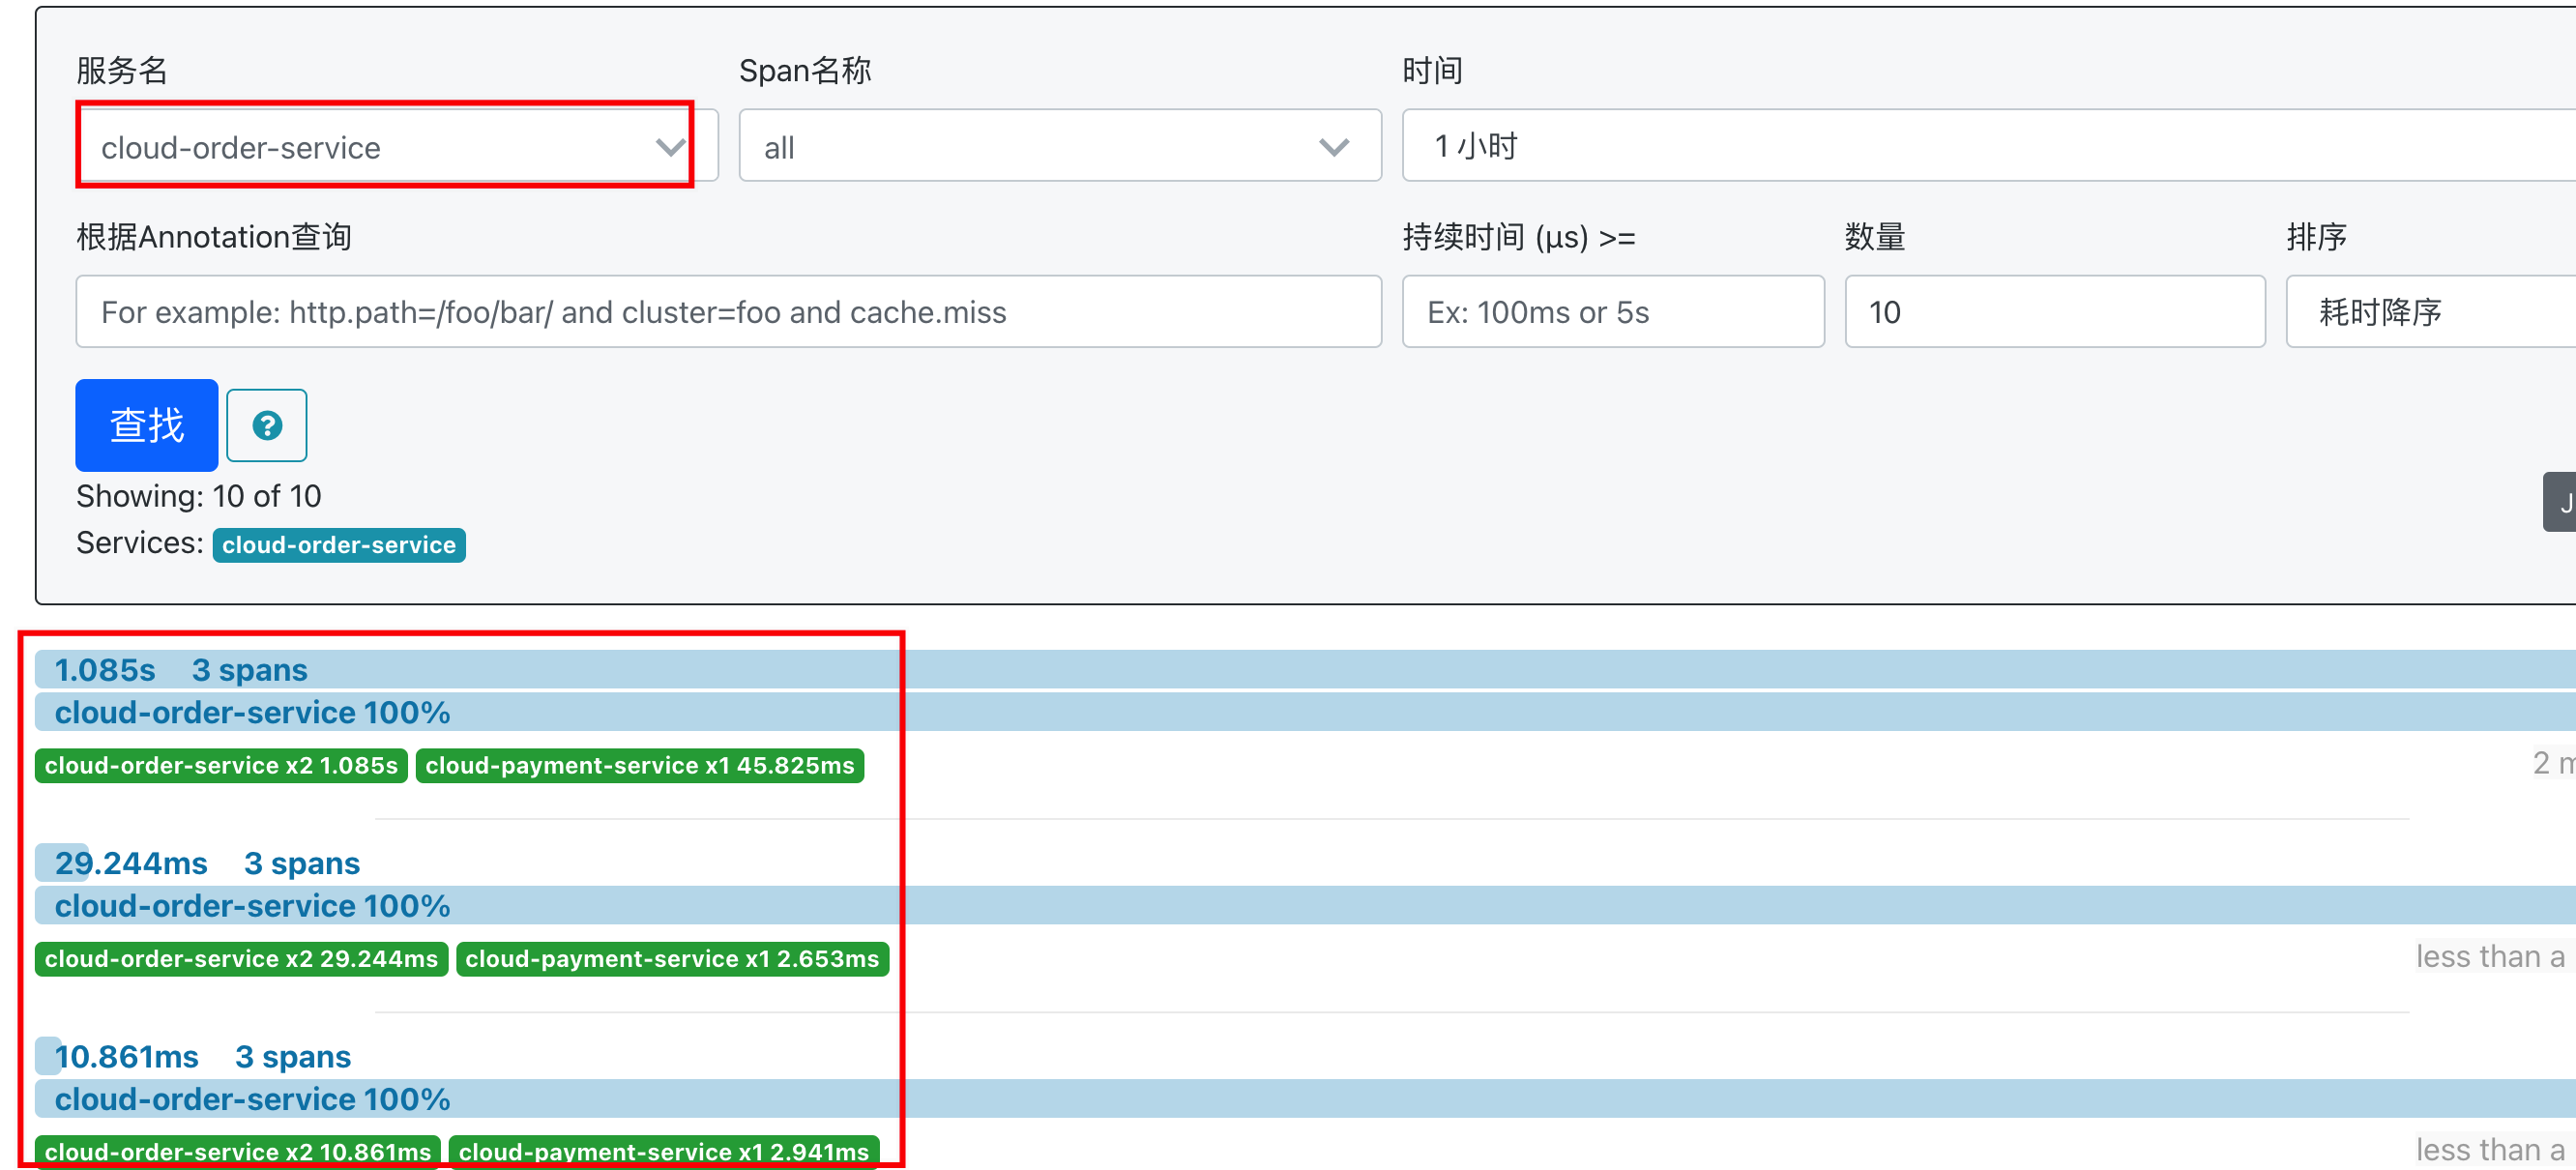 服务名 Span名称 时间
cloud-order-service all 1 小时
根据Annotation查询 持续时间 (μs) >= 数量 排序
For example: http.path=/foo/bar/ and cluster=foo and cache.miss Ex: 100ms or 5s 10 耗时降序
查找 ?
Showing: 10 of 10
J
Services: cloud-order-service
1.085s 3 spans
cloud-order-service 100%
cloud-order-service x2 1.085s cloud-payment-service x1 45.825ms 2 m
29.244ms 3 spans
cloud-order-service 100%
cloud-order-service x2 29.244ms cloud-payment-service x1 2.653ms less than a
10.861ms 3 spans
cloud-order-service 100%
cloud-order-service x2 10.861ms cloud-payment-service x1 2.941ms less than a